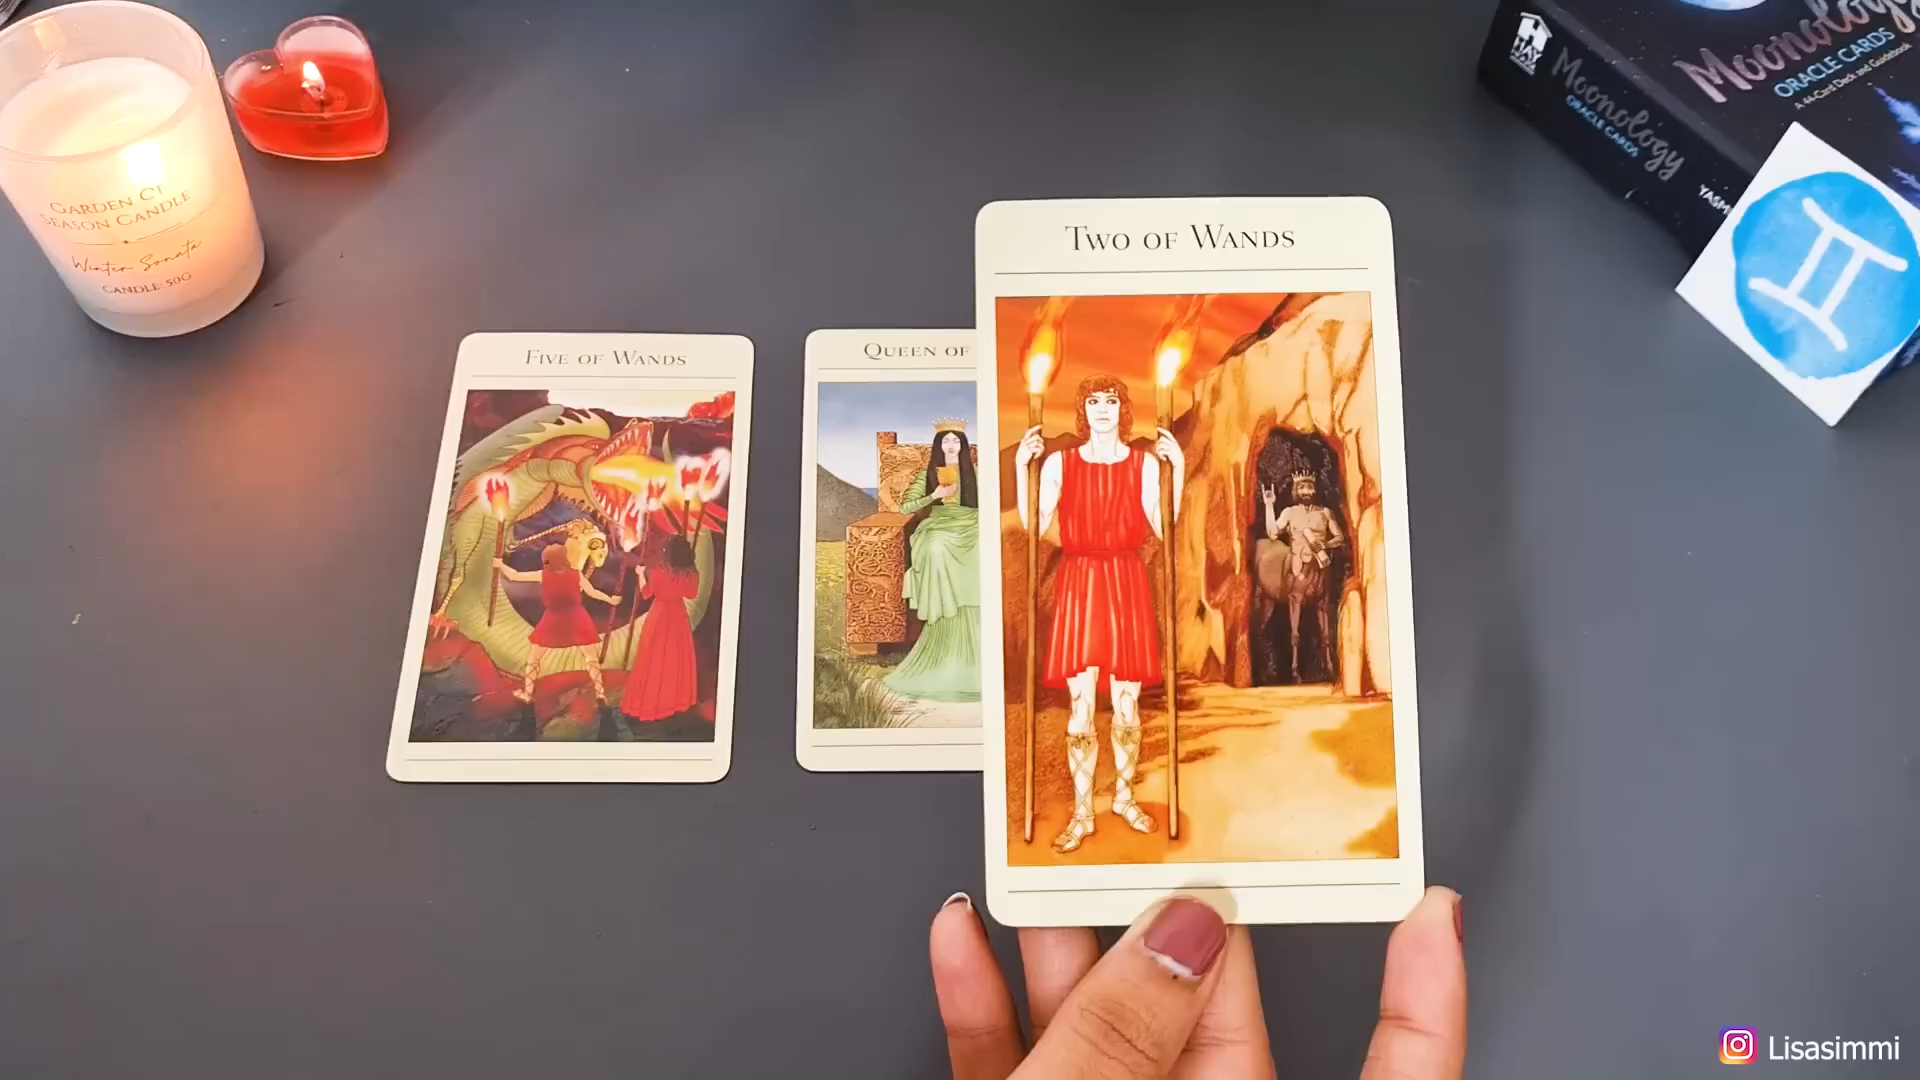 GARDEN OF
SEASON CANDLE
Winter Sonata
CANDLE 50G
HAY
Moonology
ORACLE CARDS
Moonology
ORACLE CARDS
A 44-Card Deck and Guidebook
FIVE OF WANDS
QUEEN OF
TWO OF WANDS
Lisasimmi